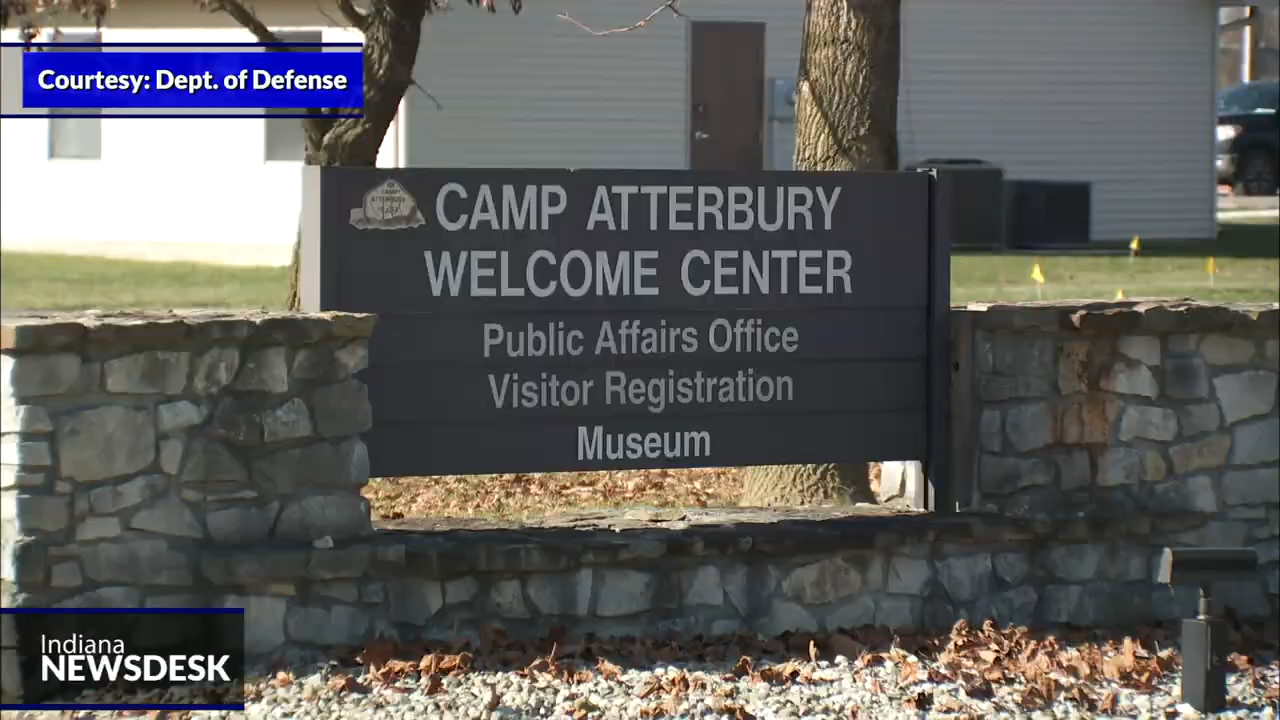 Courtesy: Dept. of Defense
CAMP ATTERBURY
WELCOME CENTER
Public Affairs Office
Visitor Registration
Museum
Indiana
NEWSDESK